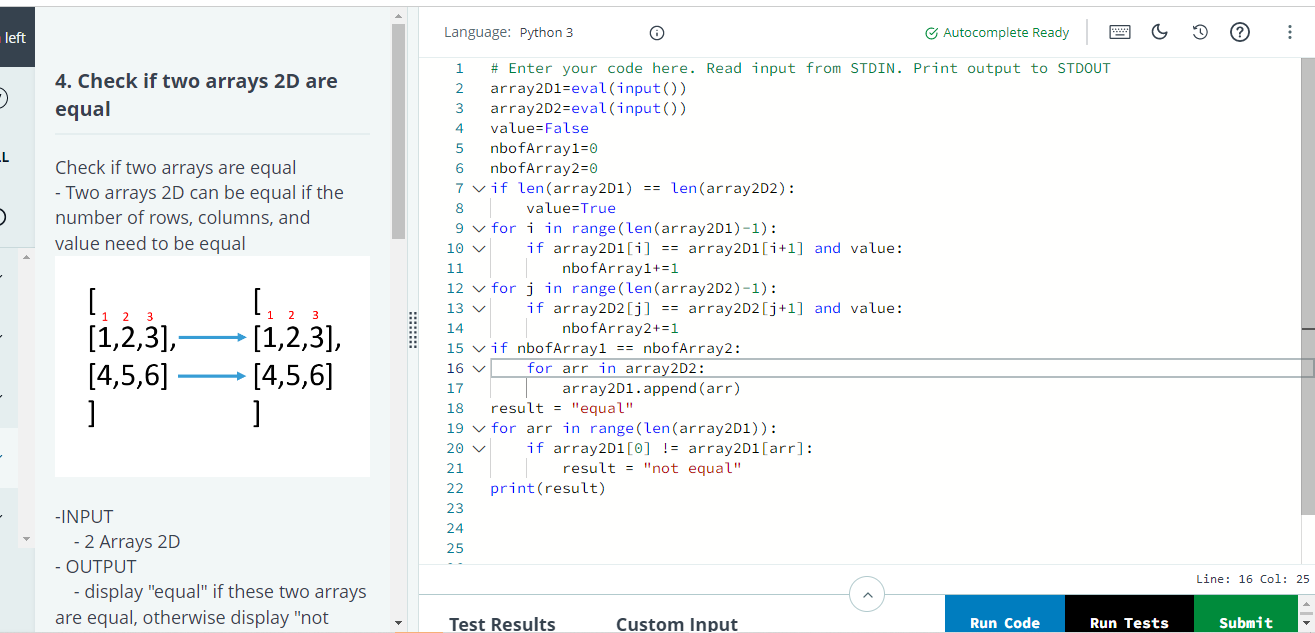 left
L
4. Check if two arrays 2D are
equal
Check if two arrays are equal
- Two arrays 2D can be equal if the
number of rows, columns, and
value need to be equal
[ [
1 2 3 1 2 3
[1,2,3], [1,2,3],
[4,5,6] [4,5,6]
] ]
-INPUT
- 2 Arrays 2D
- OUTPUT
- display "equal" if these two arrays
are equal, otherwise display "not
Language: Python 3
Autocomplete Ready
1 # Enter your code here. Read input from STDIN. Print output to STDOUT
2 array2D1=eval(input())
3 array2D2=eval(input())
4 value=False
5 nbofArray1=0
6 nbofArray2=0
7 if len(array2D1) == len(array2D2):
8     value=True
9 for i in range(len(array2D1)-1):
10     if array2D1[i] == array2D1[i+1] and value:
11         nbofArray1+=1
12 for j in range(len(array2D2)-1):
13     if array2D2[j] == array2D2[j+1] and value:
14         nbofArray2+=1
15 if nbofArray1 == nbofArray2:
16     for arr in array2D2:
17         array2D1.append(arr)
18 result = "equal"
19 for arr in range(len(array2D1)):
20     if array2D1[0] != array2D1[arr]:
21         result = "not equal"
22 print(result)
23
24
25
Line: 16 Col: 25
Test Results
Custom Input
Run Code
Run Tests
Submit